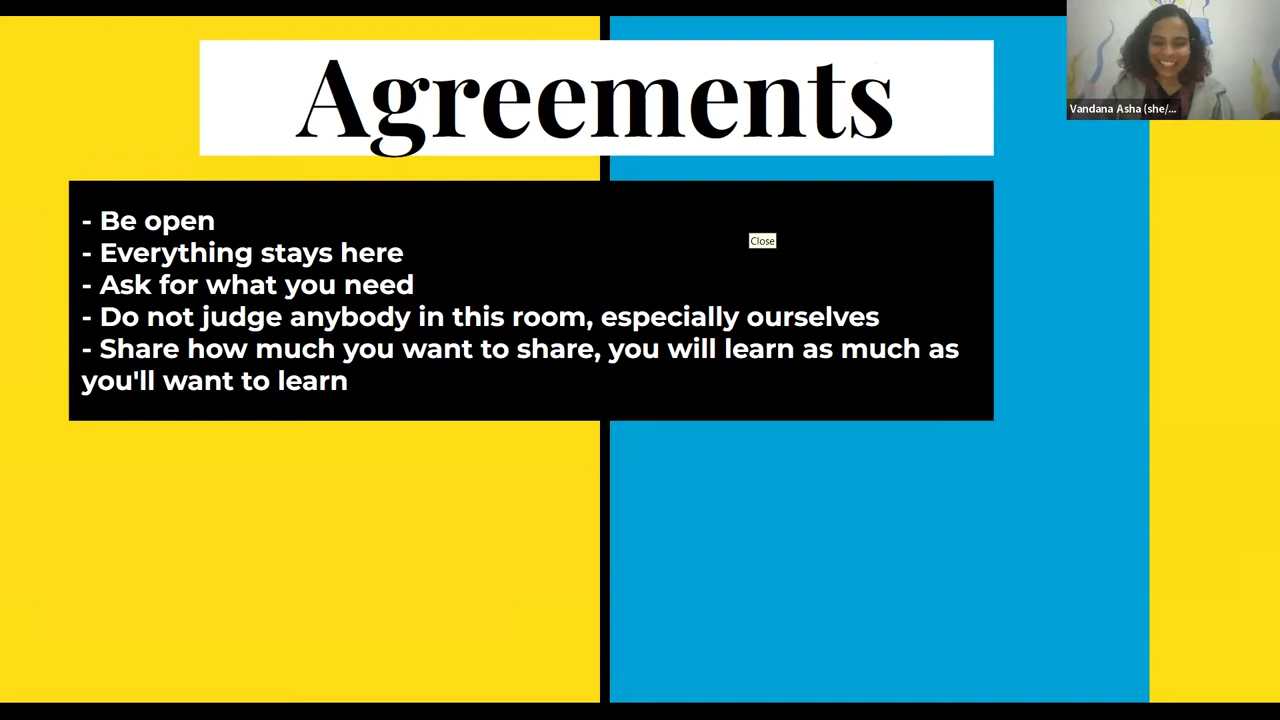 Agreements
Vandana Asha (she/...
- Be open
Close
- Everything stays here
- Ask for what you need
- Do not judge anybody in this room, especially ourselves
- Share how much you want to share, you will learn as much as
you'll want to learn